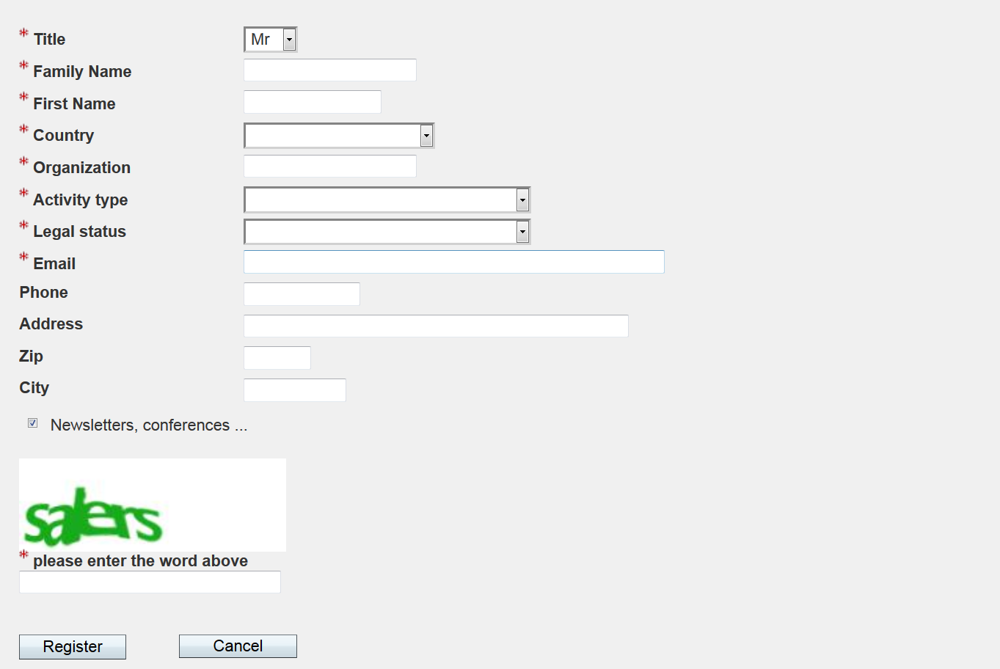 * Title Mr
* Family Name
* First Name
* Country
* Organization
* Activity type
* Legal status
* Email
Phone
Address
Zip
City
Newsletters, conferences ...
salers
* please enter the word above
Register Cancel